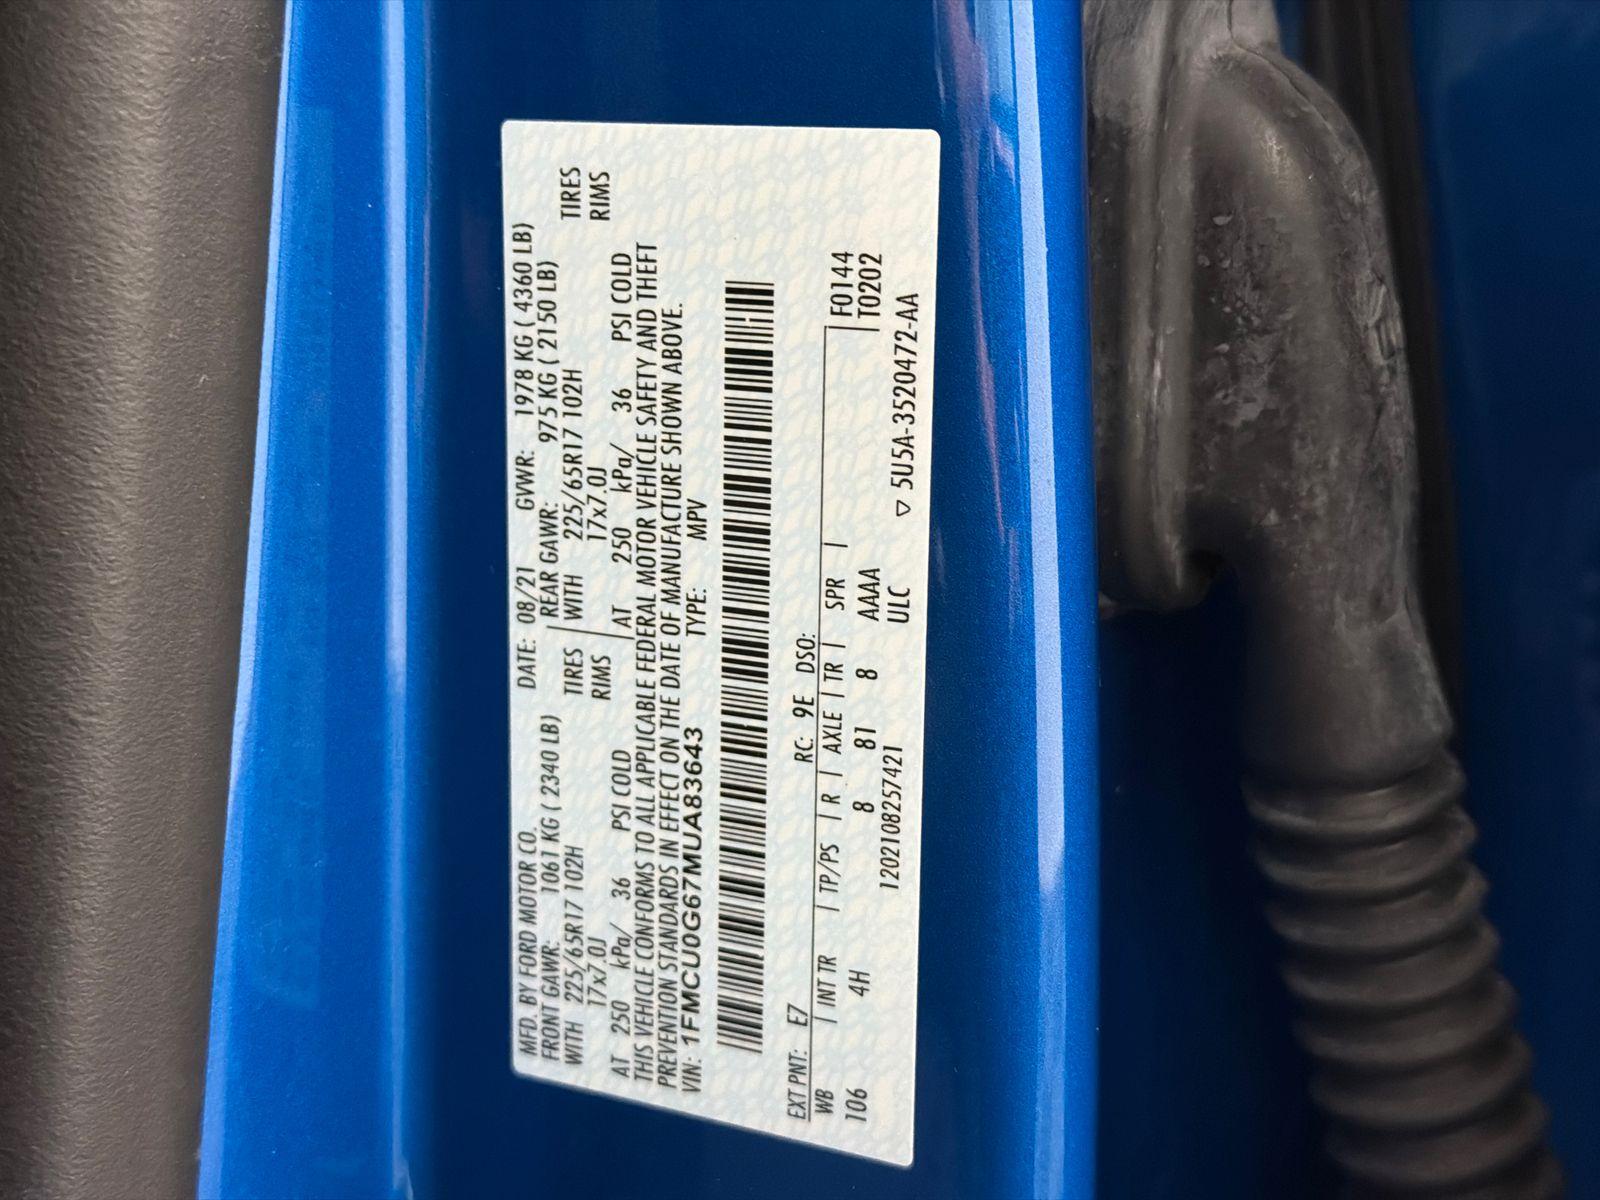 MFD. BY FORD MOTOR CO. DATE: 08/21 GVWR: 1978 KG ( 4360 LB)
FRONT GAWR: 1061 KG ( 2340 LB) REAR GAWR: 975 KG ( 2150 LB)
WITH 225/65R17 102H TIRES WITH 225/65R17 102H TIRES
17x7.0J RIMS 17x7.0J RIMS
AT 250 kPa/ 36 PSI COLD AT 250 kPa/ 36 PSI COLD
THIS VEHICLE CONFORMS TO ALL APPLICABLE FEDERAL MOTOR VEHICLE SAFETY AND THEFT
PREVENTION STANDARDS IN EFFECT ON THE DATE OF MANUFACTURE SHOWN ABOVE.
VIN: 1FMCU0G67MUA83643 TYPE: MPV
EXT PNT: E7 RC: 9E DSO:
WB | INT TR | TP/PS | R | AXLE | TR | SPR | F0144
106 4H 8 81 8 AAAA T0202
120210825​7421 ULC
▽ 5U5A-3520472-AA